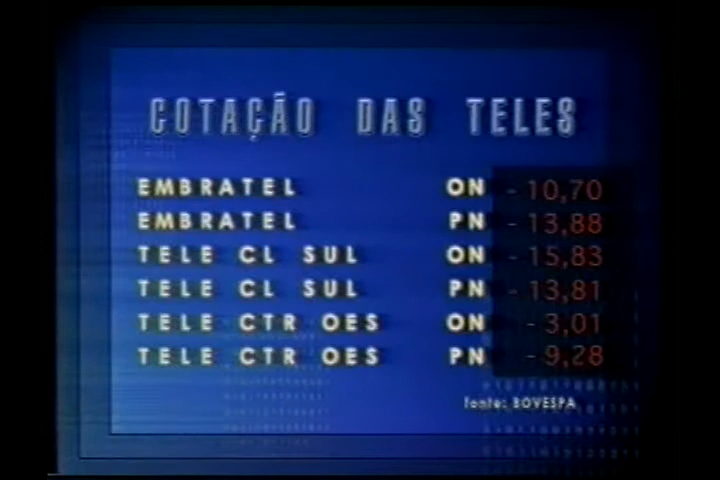 COTAÇÃO DAS TELES
EMBRATEL ON - 10,70
EMBRATEL PN - 13,88
TELE CL SUL ON - 15,83
TELE CL SUL PN - 13,81
TELE CTR OES ON - 3,01
TELE CTR OES PN - 9,28
fonte: BOVESPA